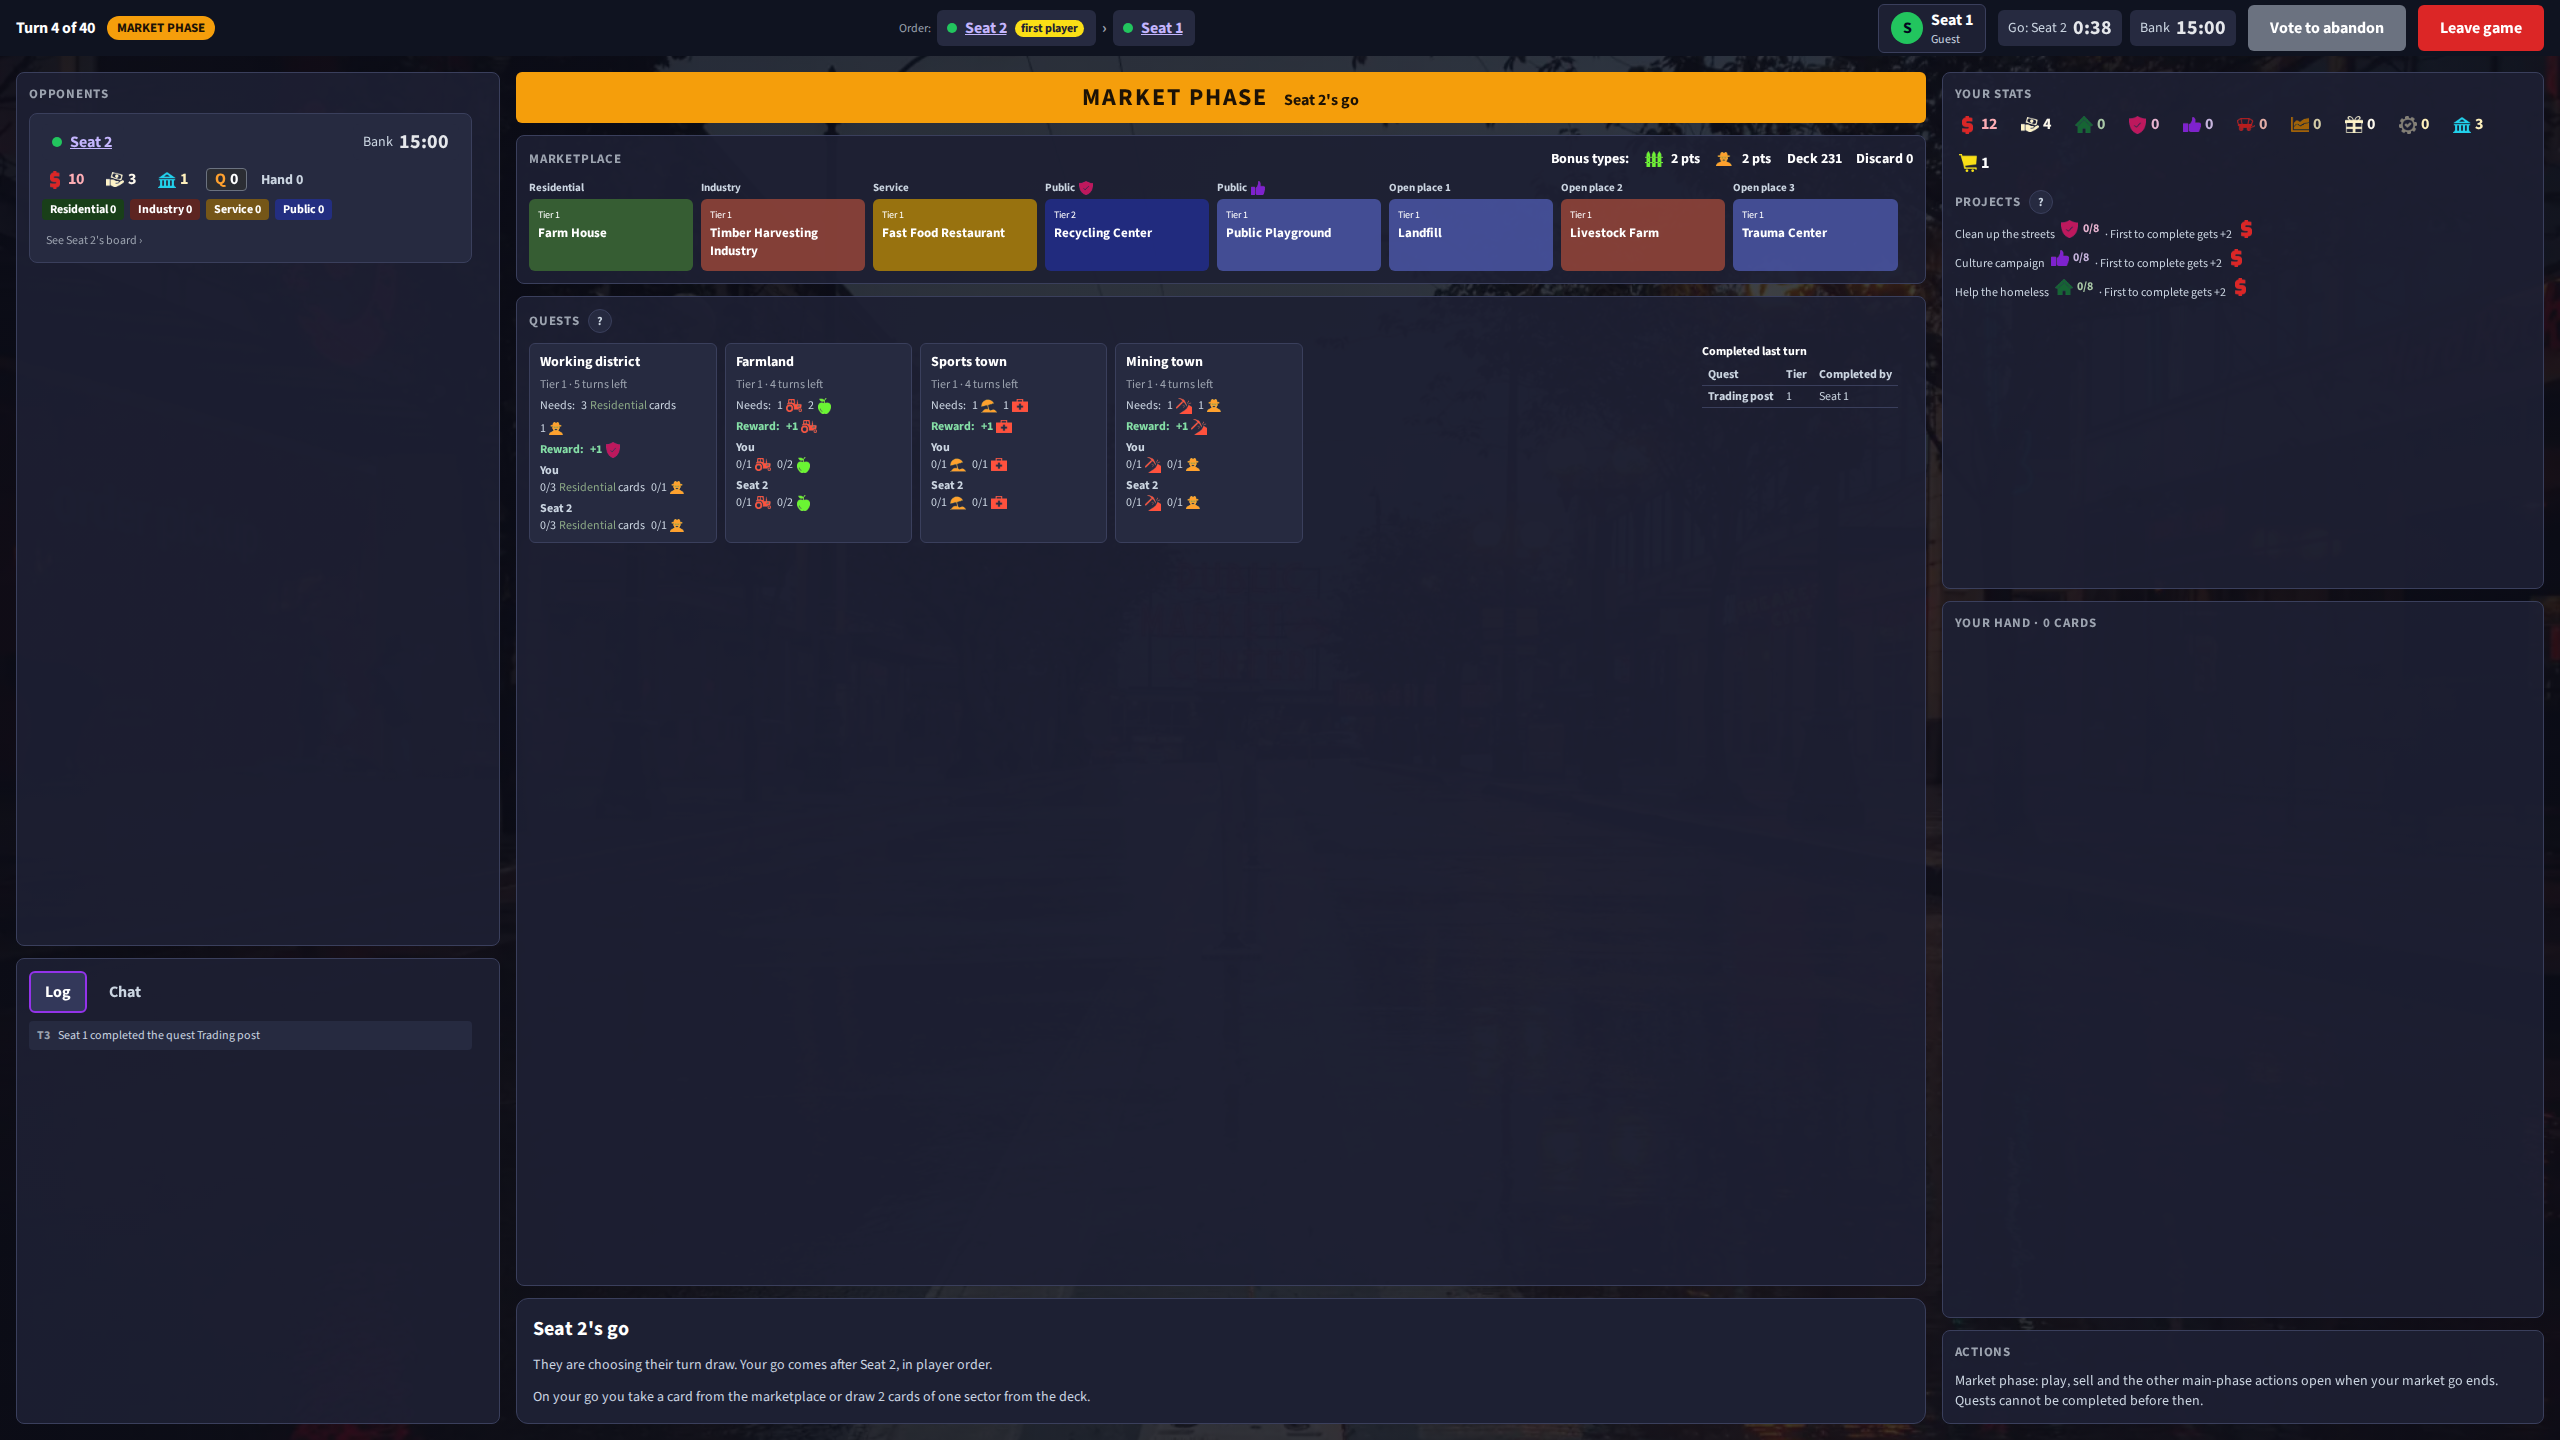 Turn 4 of 40 MARKET PHASE
Order: Seat 2 first player › Seat 1
S Seat 1 Guest
Go: Seat 2 0:38
Bank 15:00
Vote to abandon
Leave game
OPPONENTS
Seat 2 Bank 15:00
10 3 1 Q 0 Hand 0
Residential 0 Industry 0 Service 0 Public 0
See Seat 2's board ›
Log Chat
T3 Seat 1 completed the quest Trading post
MARKET PHASE Seat 2's go
MARKETPLACE
Bonus types: 2 pts 2 pts Deck 231 Discard 0
Residential Industry Service Public Public Open place 1 Open place 2 Open place 3
Tier 1
Farm House
Tier 1
Timber Harvesting
Industry
Tier 1
Fast Food Restaurant
Tier 2
Recycling Center
Tier 1
Public Playground
Tier 1
Landfill
Tier 1
Livestock Farm
Tier 1
Trauma Center
QUESTS ?
Working district
Tier 1 · 5 turns left
Needs: 3 Residential cards
1
Reward: +1
You
0/3 Residential cards 0/1
Seat 2
0/3 Residential cards 0/1
Farmland
Tier 1 · 4 turns left
Needs: 1 2
Reward: +1
You
0/1 0/2
Seat 2
0/1 0/2
Sports town
Tier 1 · 4 turns left
Needs: 1 1
Reward: +1
You
0/1 0/1
Seat 2
0/1 0/1
Mining town
Tier 1 · 4 turns left
Needs: 1 1
Reward: +1
You
0/1 0/1
Seat 2
0/1 0/1
Completed last turn
Quest Tier Completed by
Trading post 1 Seat 1
Seat 2's go
They are choosing their turn draw. Your go comes after Seat 2, in player order.
On your go you take a card from the marketplace or draw 2 cards of one sector from the deck.
YOUR STATS
12 4 0 0 0 0 0 0 0 3
1
PROJECTS ?
Clean up the streets 0/8 · First to complete gets +2
Culture campaign 0/8 · First to complete gets +2
Help the homeless 0/8 · First to complete gets +2
YOUR HAND · 0 CARDS
ACTIONS
Market phase: play, sell and the other main-phase actions open when your market go ends.
Quests cannot be completed before then.